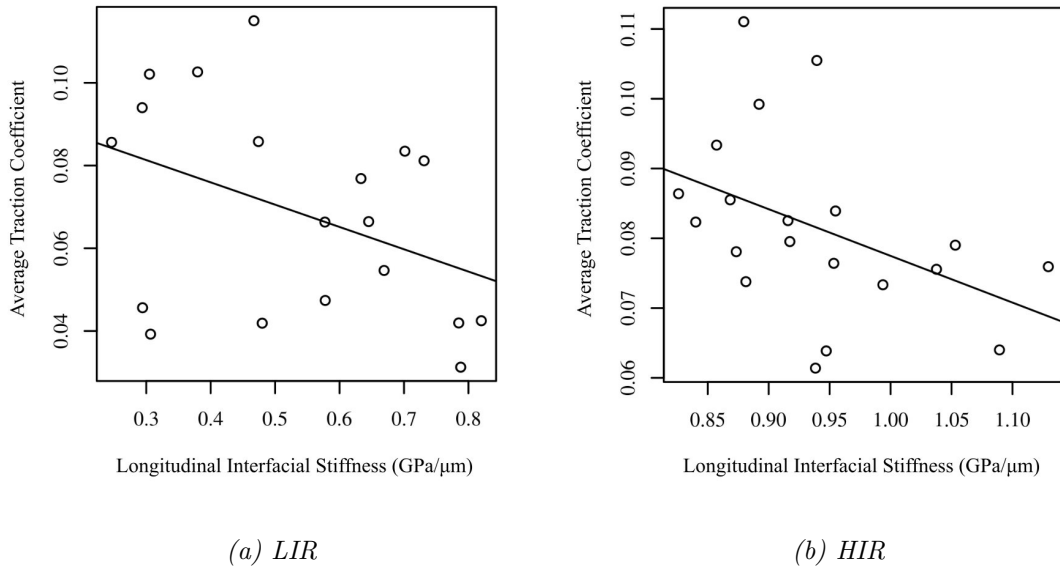 Average Traction Coefficient
0.10
0.08
0.06
0.04
0.3 0.4 0.5 0.6 0.7 0.8
Longitudinal Interfacial Stiffness (GPa/μm)
(a) LIR
Average Traction Coefficient
0.11
0.10
0.09
0.08
0.07
0.06
0.85 0.90 0.95 1.00 1.05 1.10
Longitudinal Interfacial Stiffness (GPa/μm)
(b) HIR